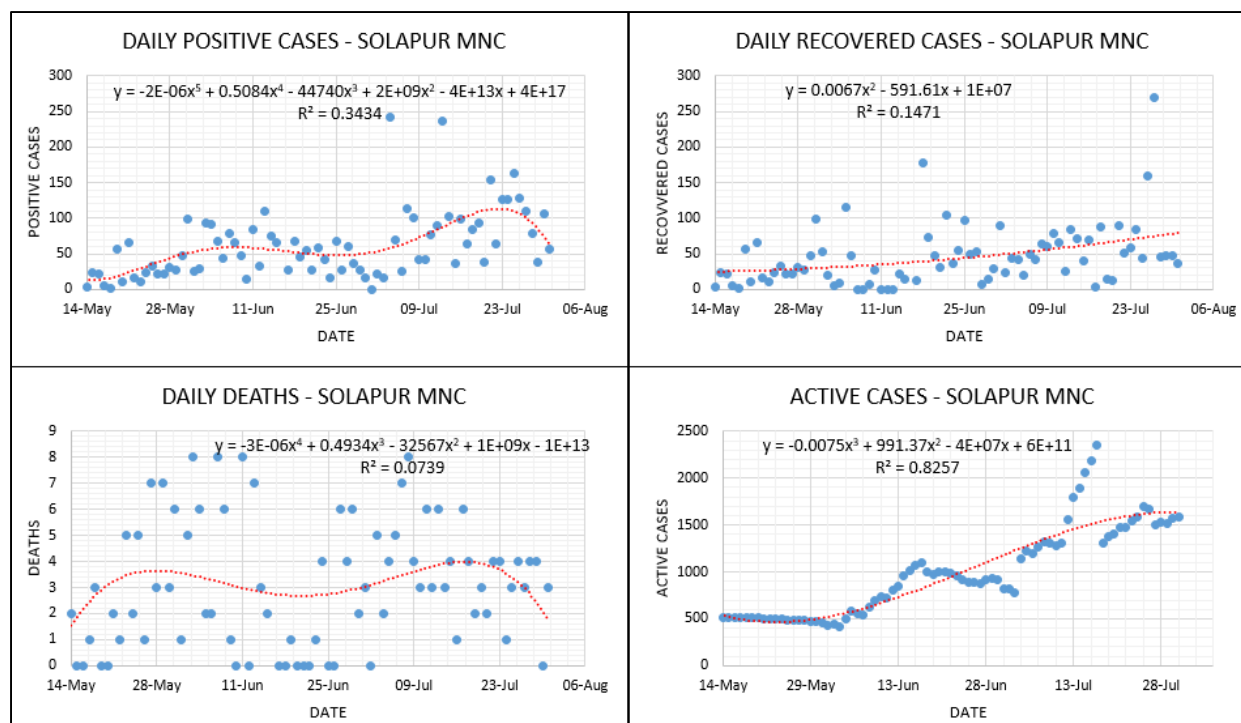 DAILY POSITIVE CASES - SOLAPUR MNC
y = -2E-06x⁵ + 0.5084x⁴ - 44740x³ + 2E+09x² - 4E+13x + 4E+17
R² = 0.3434
POSITIVE CASES
300
250
200
150
100
50
0
14-May 28-May 11-Jun 25-Jun 09-Jul 23-Jul 06-Aug
DATE
DAILY RECOVERED CASES - SOLAPUR MNC
y = 0.0067x² - 591.61x + 1E+07
R² = 0.1471
RECOVVERED CASES
300
250
200
150
100
50
0
14-May 28-May 11-Jun 25-Jun 09-Jul 23-Jul 06-Aug
DATE
DAILY DEATHS - SOLAPUR MNC
y = -3E-06x⁴ + 0.4934x³ - 32567x² + 1E+09x - 1E+13
R² = 0.0739
DEATHS
9
8
7
6
5
4
3
2
1
0
14-May 28-May 11-Jun 25-Jun 09-Jul 23-Jul 06-Aug
DATE
ACTIVE CASES - SOLAPUR MNC
y = -0.0075x³ + 991.37x² - 4E+07x + 6E+11
R² = 0.8257
ACTIVE CASES
2500
2000
1500
1000
500
0
14-May 29-May 13-Jun 28-Jun 13-Jul 28-Jul
DATE